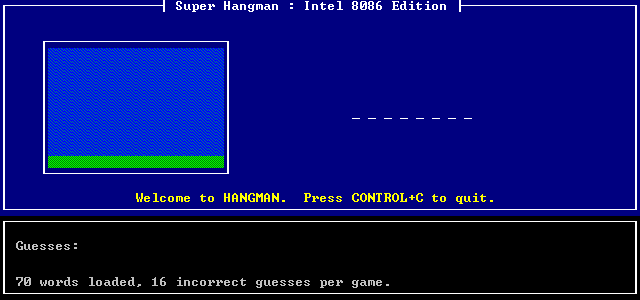 Super Hangman : Intel 8086 Edition
_ _ _ _ _ _ _ _
Welcome to HANGMAN.  Press CONTROL+C to quit.
Guesses:
70 words loaded, 16 incorrect guesses per game.